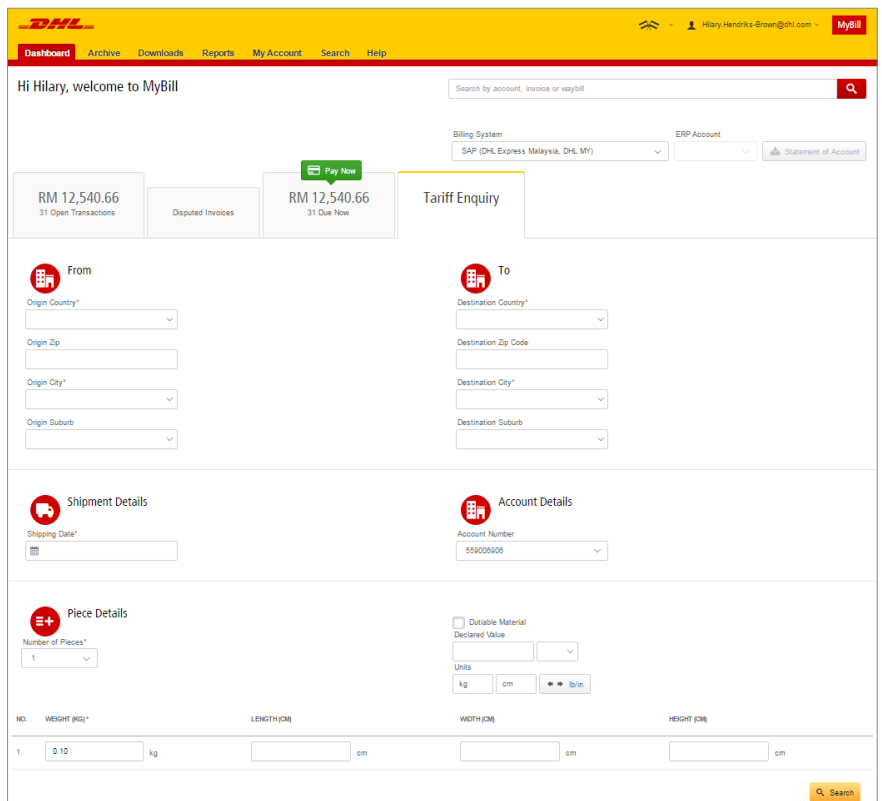 DHL
Hilary.Hendriks-Brown@dhl.com
MyBill
Dashboard Archive Downloads Reports My Account Search Help
Hi Hilary, welcome to MyBill
Search by account, invoice or waybill
Billing System ERP Account
SAP (DHL Express Malaysia, DHL MY) Statement of Account
Pay Now
RM 12,540.66
31 Open Transactions
Disputed Invoices
RM 12,540.66
31 Due Now
Tariff Enquiry
From To
Origin Country* Destination Country*
Origin Zip Destination Zip Code
Origin City* Destination City*
Origin Suburb Destination Suburb
Shipment Details Account Details
Shipping Date* Account Number
559006906
Piece Details
Number of Pieces*
1
Dutiable Material
Declared Value
Units
kg cm lb/in
NO. WEIGHT (KG)* LENGTH (CM) WIDTH (CM) HEIGHT (CM)
1. 0.10 kg cm cm cm
Search